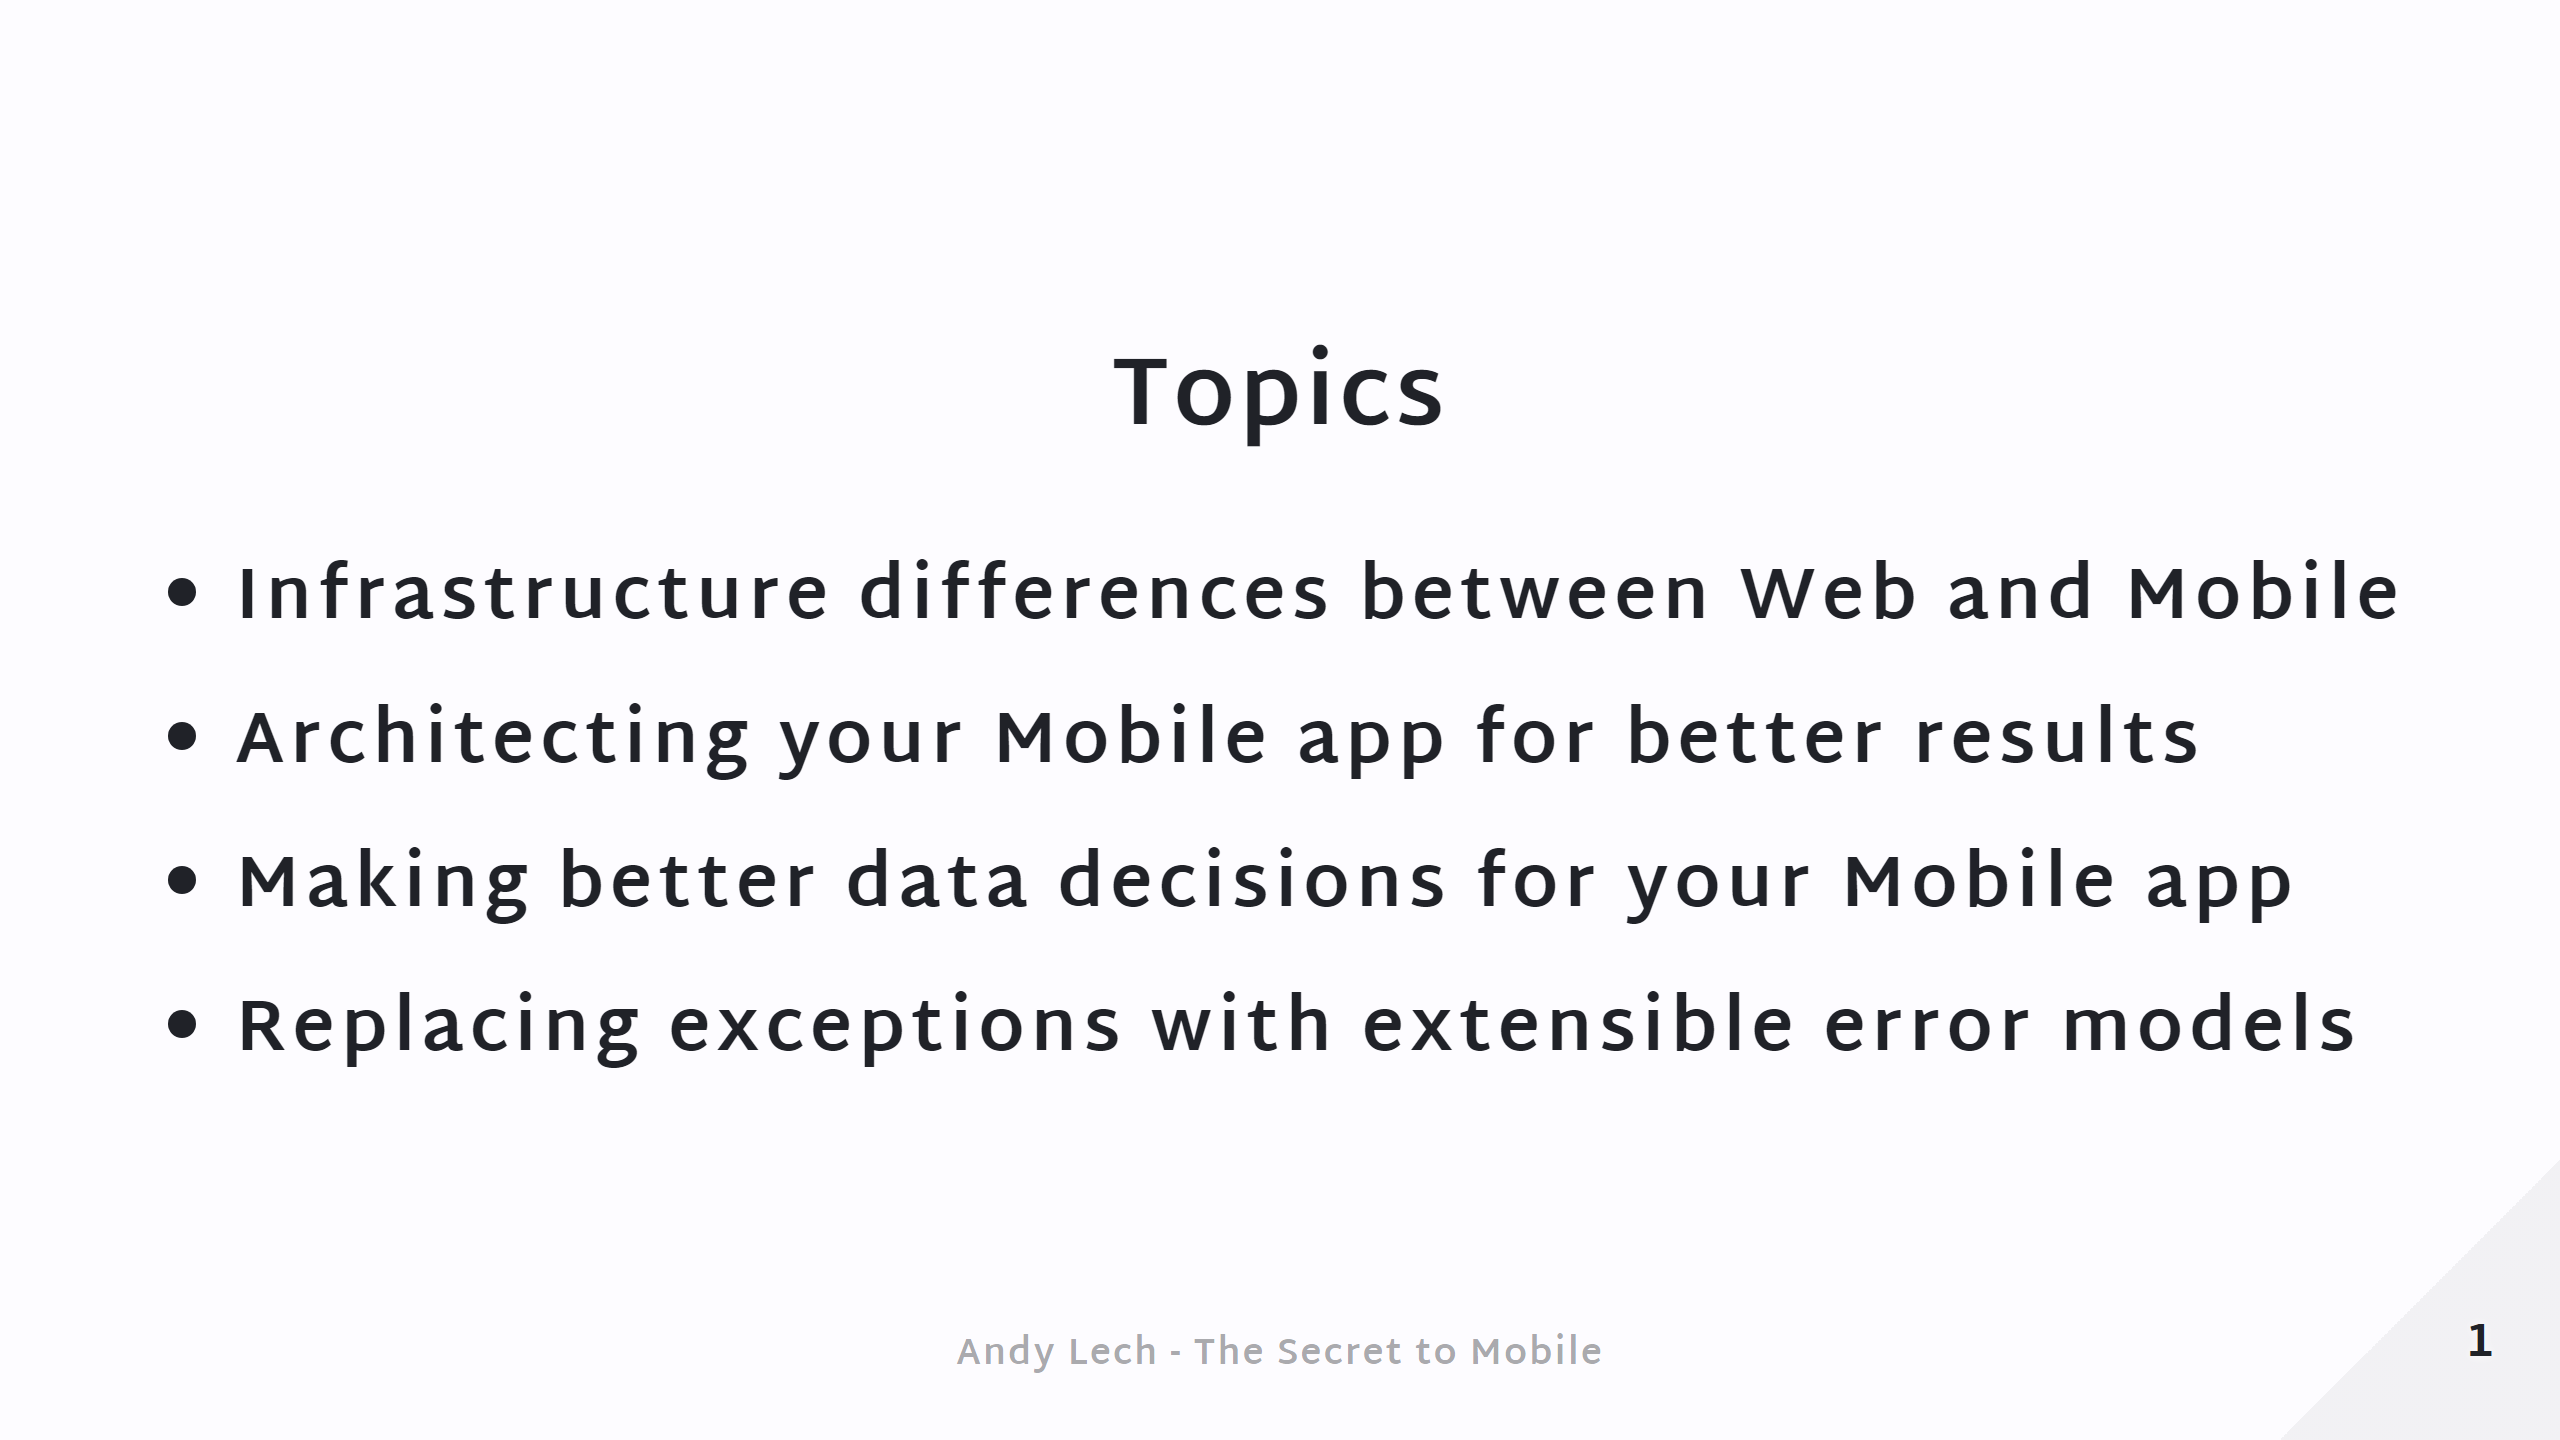 Topics
• Infrastructure differences between Web and Mobile
• Architecting your Mobile app for better results
• Making better data decisions for your Mobile app
• Replacing exceptions with extensible error models
Andy Lech - The Secret to Mobile
1